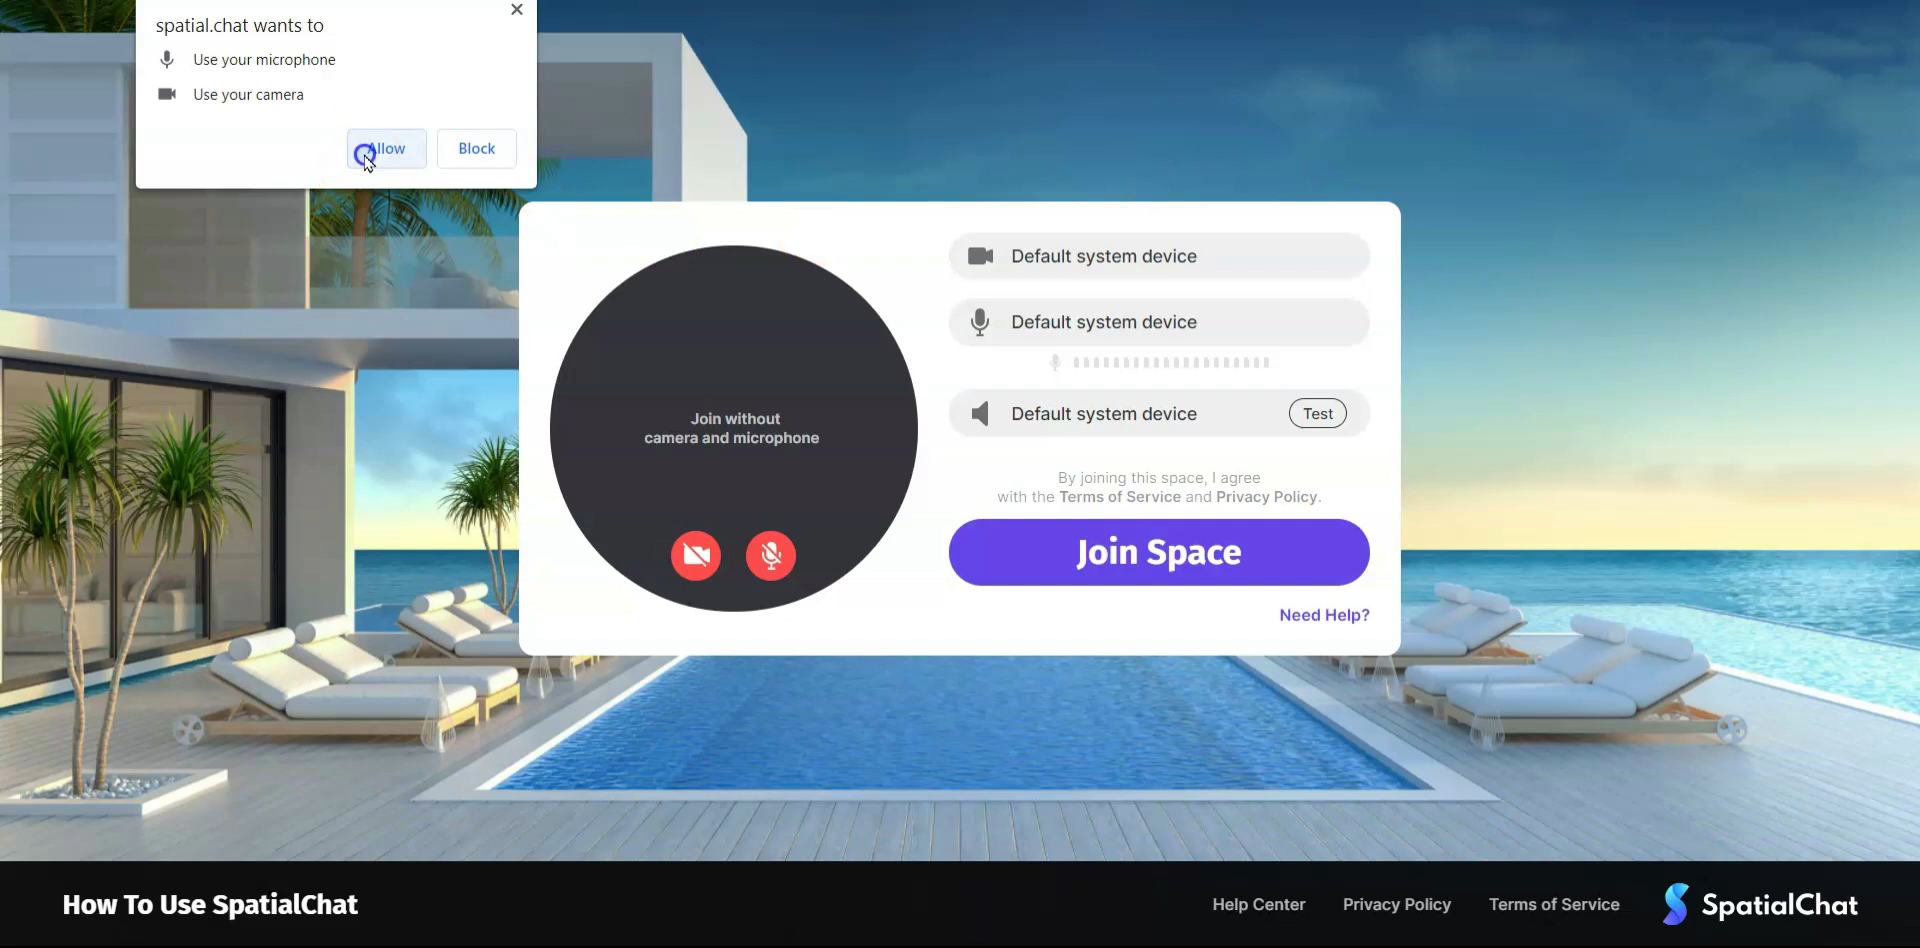 spatial.chat wants to
Use your microphone
Use your camera
Allow
Block
Join without
camera and microphone
Default system device
Default system device
Default system device
Test
By joining this space, I agree
with the Terms of Service and Privacy Policy.
Join Space
Need Help?
How To Use SpatialChat
Help Center
Privacy Policy
Terms of Service
SpatialChat